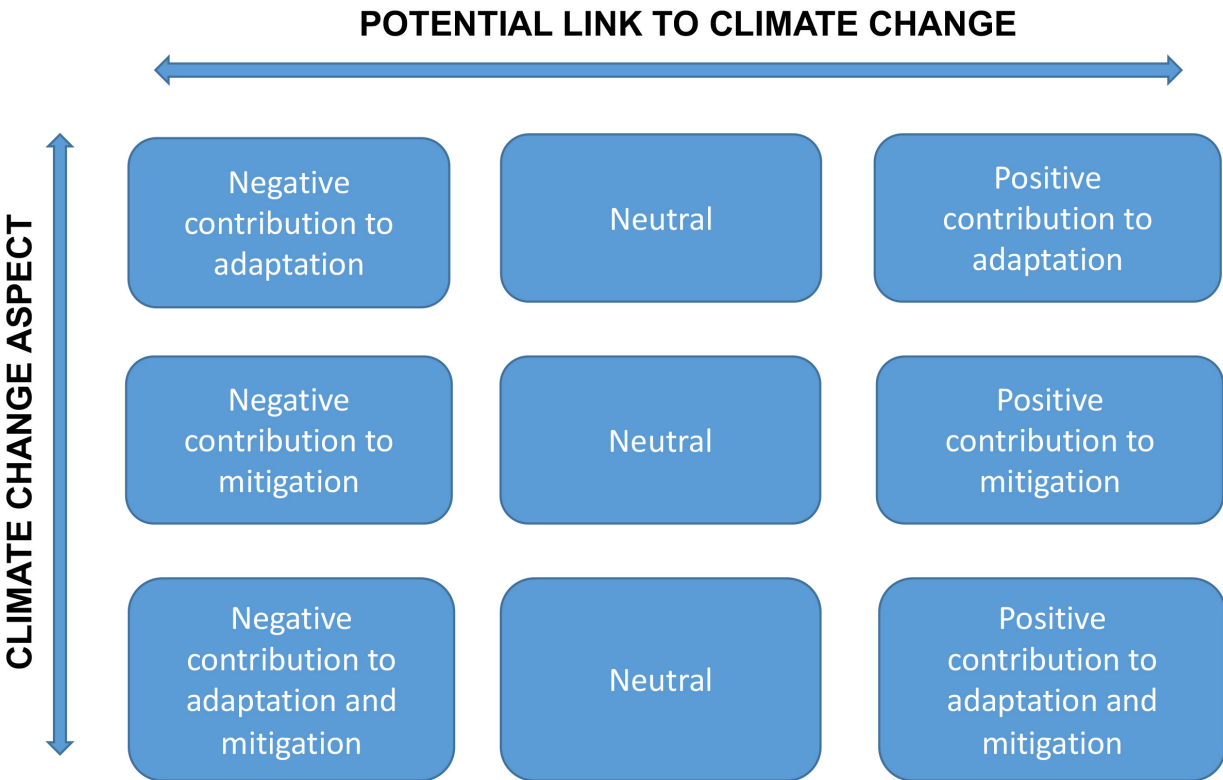 POTENTIAL LINK TO CLIMATE CHANGE
CLIMATE CHANGE ASPECT
Negative
contribution to
adaptation
Neutral
Positive
contribution to
adaptation
Negative
contribution to
mitigation
Neutral
Positive
contribution to
mitigation
Negative
contribution to
adaptation and
mitigation
Neutral
Positive
contribution to
adaptation and
mitigation